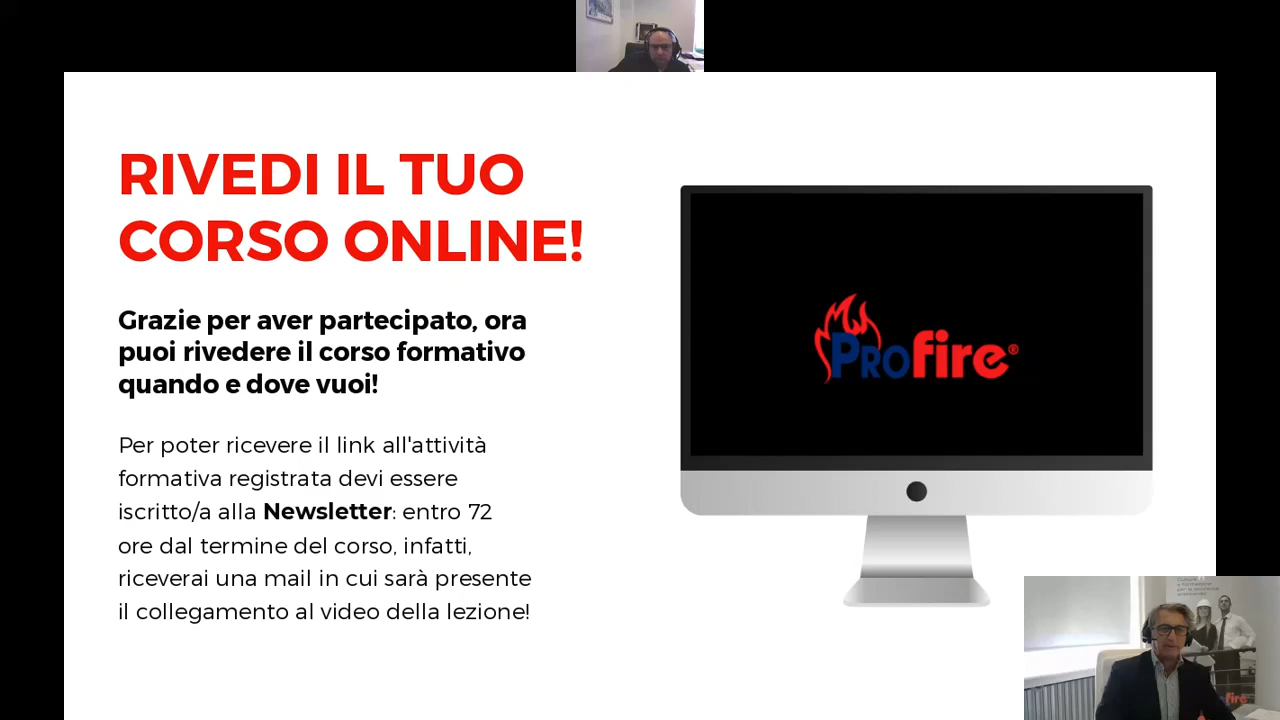 RIVEDI IL TUO
CORSO ONLINE!
Grazie per aver partecipato, ora
puoi rivedere il corso formativo
quando e dove vuoi!
Per poter ricevere il link all'attività
formativa registrata devi essere
iscritto/a alla Newsletter: entro 72
ore dal termine del corso, infatti,
riceverai una mail in cui sarà presente
il collegamento al video della lezione!
PROfire®
fire